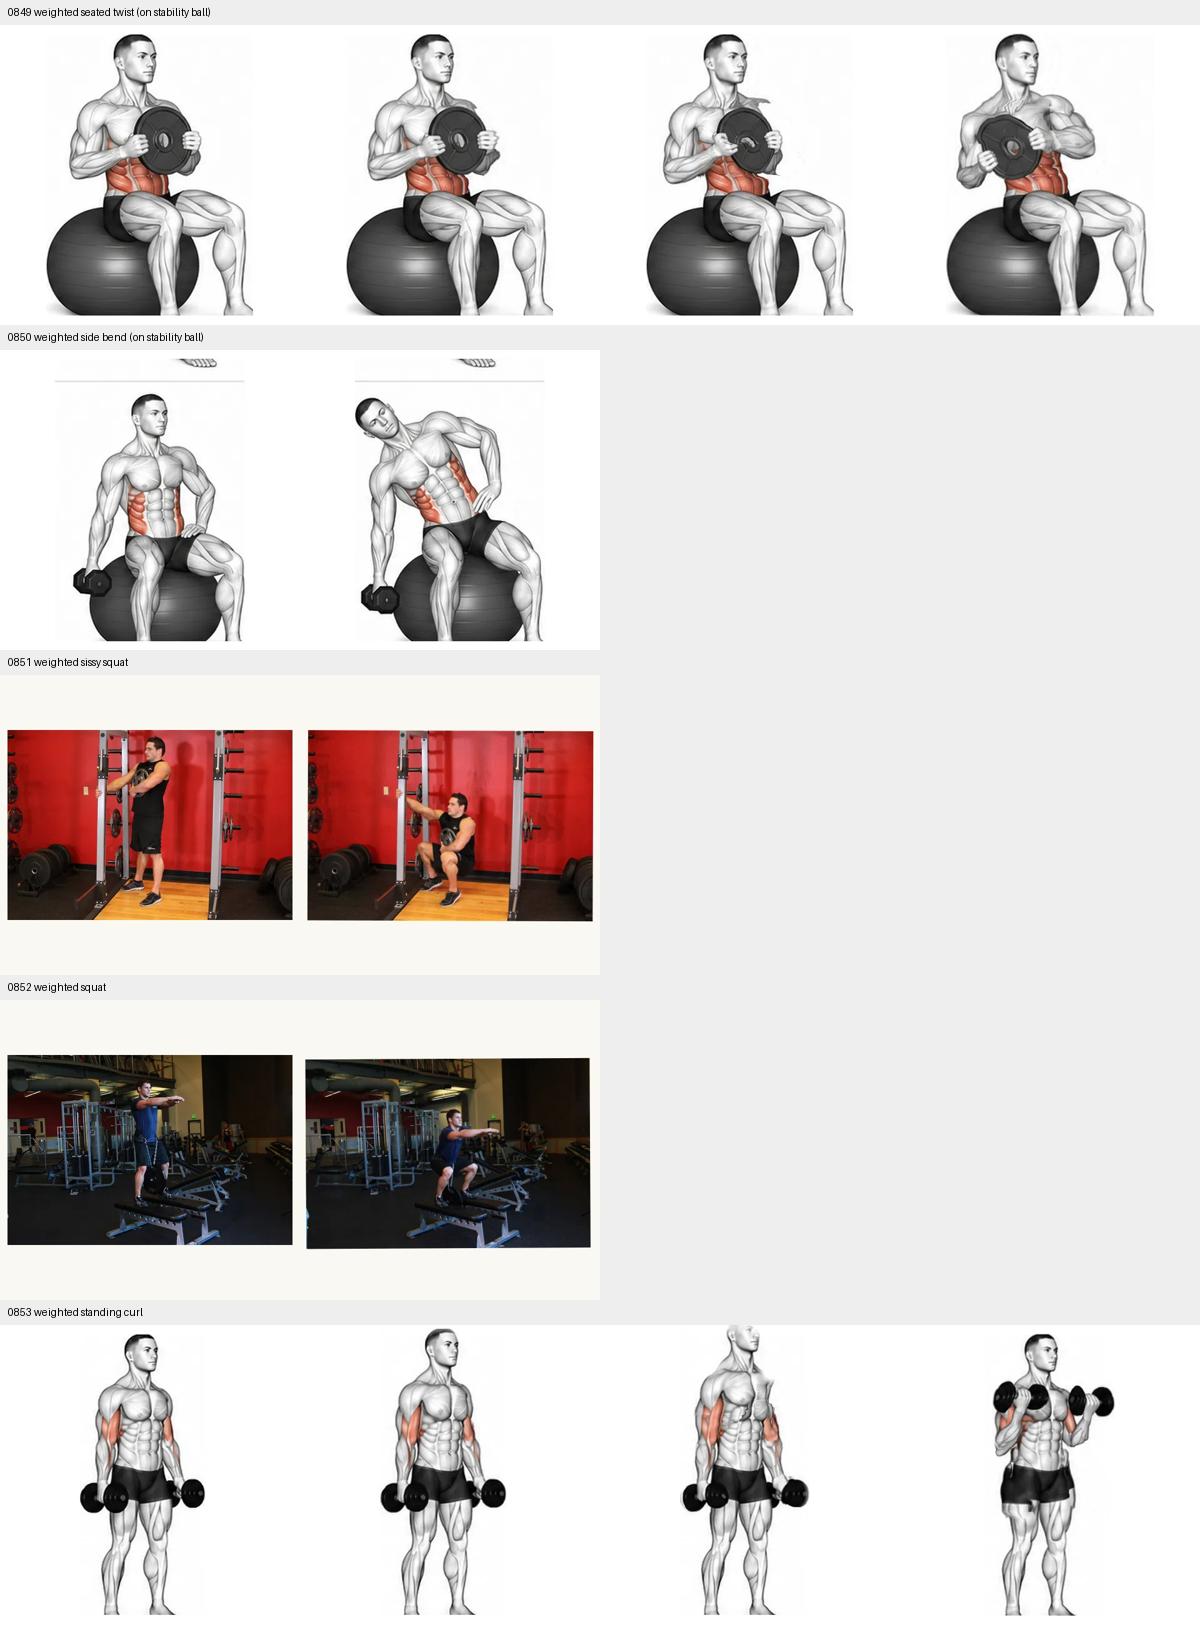 0849 weighted seated twist (on stability ball)
0850 weighted side bend (on stability ball)
0851 weighted sissy squat
0852 weighted squat
0853 weighted standing curl